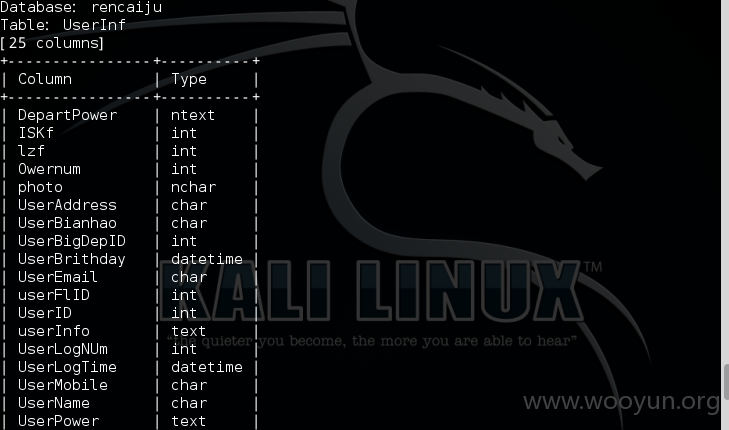 Database: rencaiju
Table: UserInf
[25 columns]
+----------------+----------+
| Column | Type |
+----------------+----------+
| DepartPower | ntext |
| ISKf | int |
| lzf | int |
| Owernum | int |
| photo | nchar |
| UserAddress | char |
| UserBianhao | char |
| UserBigDepID | int |
| UserBrithday | datetime |
| UserEmail | char |
| userFlID | int |
| UserID | int |
| userInfo | text |
| UserLogNUm | int |
| UserLogTime | datetime |
| UserMobile | char |
| UserName | char |
| UserPower | text |
KALI LINUX™
"the quieter you become, the more you are able to hear"
www.wooyun.org